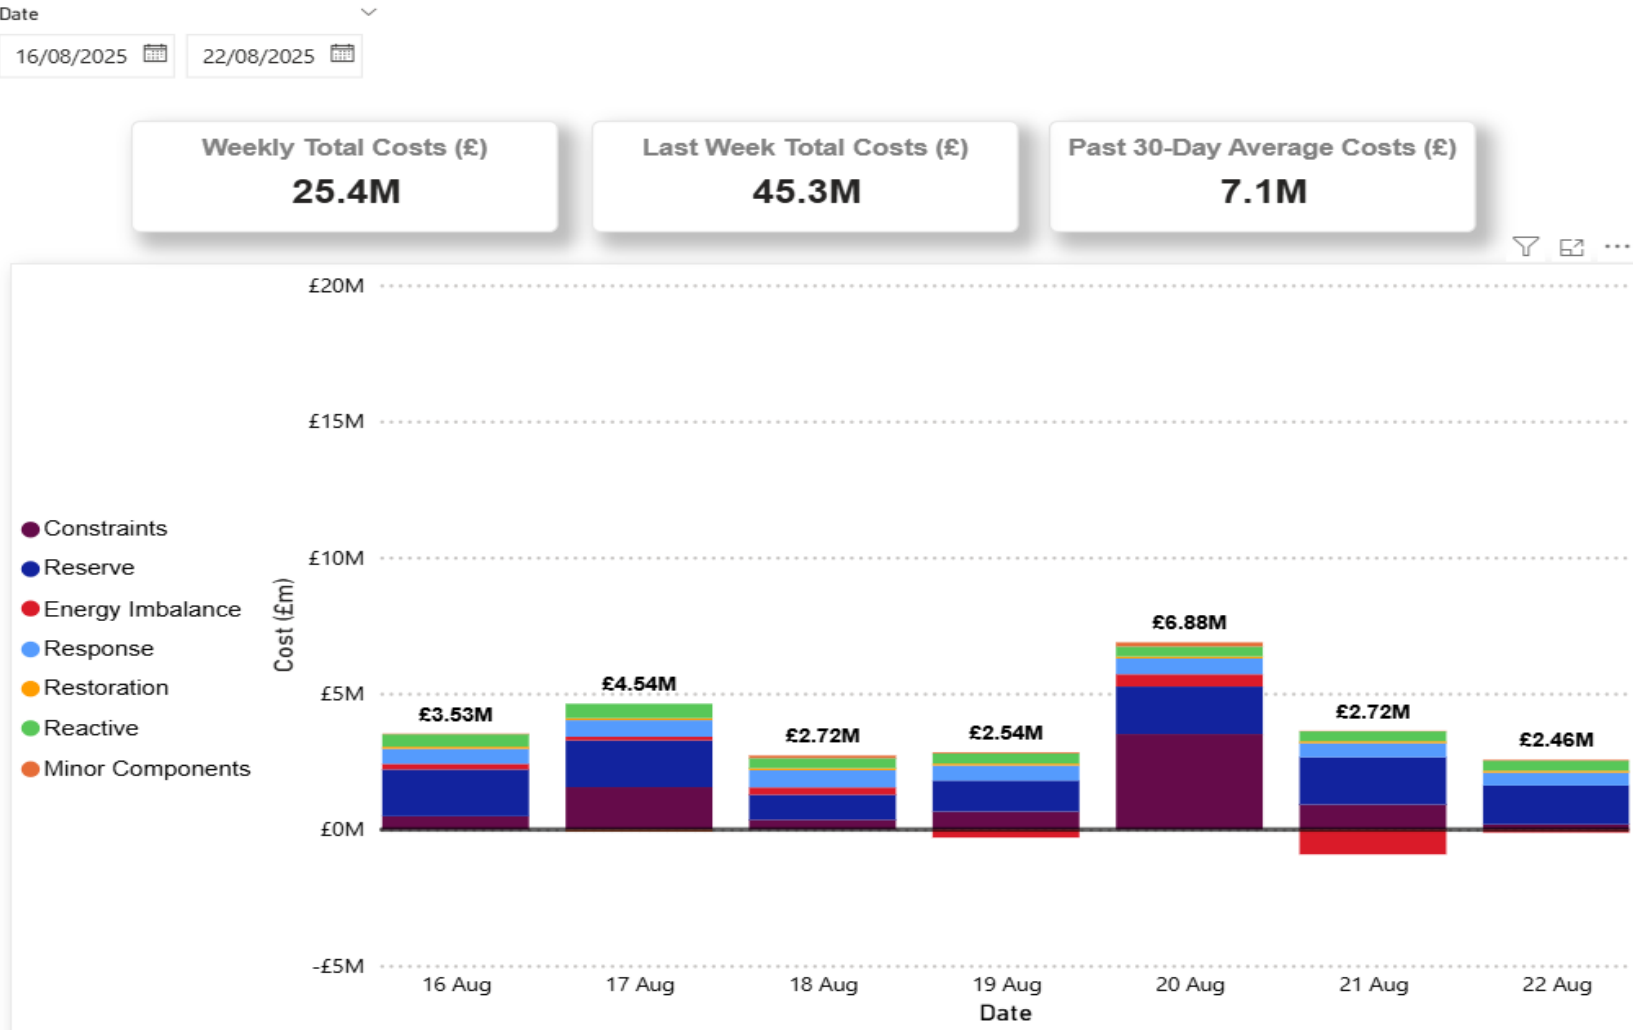 Date
16/08/2025 22/08/2025
Weekly Total Costs (£) Last Week Total Costs (£) Past 30-Day Average Costs (£)
25.4M 45.3M 7.1M
Constraints
Reserve
Energy Imbalance
Response
Restoration
Reactive
Minor Components
Cost (£m)
£20M
£15M
£10M
£5M
£0M
-£5M
£3.53M
£4.54M
£2.72M
£2.54M
£6.88M
£2.72M
£2.46M
16 Aug 17 Aug 18 Aug 19 Aug 20 Aug 21 Aug 22 Aug
Date